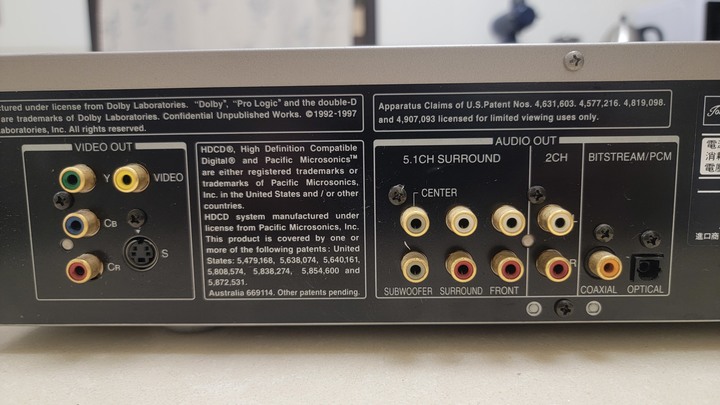 ctured under license from Dolby Laboratories. "Dolby", "Pro Logic" and the double-D
are trademarks of Dolby Laboratories. Confidential Unpublished Works. ©1992-1997
aboratories, Inc. All rights reserved.
Apparatus Claims of U.S.Patent Nos. 4,631,603. 4,577,216. 4,819,098.
and 4,907,093 licensed for limited viewing uses only.
VIDEO OUT
Y
VIDEO
CB
CR
S
HDCD®, High Definition Compatible
Digital® and Pacific Microsonics™
are either registered trademarks or
trademarks of Pacific Microsonics,
Inc. in the United States and / or other
countries.
HDCD system manufactured under
license from Pacific Microsonics, Inc.
This product is covered by one or
more of the following patents: United
States: 5,479,168, 5,638,074, 5,640,161,
5,808,574, 5,838,274, 5,854,600 and
5,872,531.
Australia 669114. Other patents pending.
AUDIO OUT
5.1CH SURROUND
2CH
BITSTREAM/PCM
CENTER
R
SUBWOOFER
SURROUND
FRONT
COAXIAL
OPTICAL
電
消
電
進口商